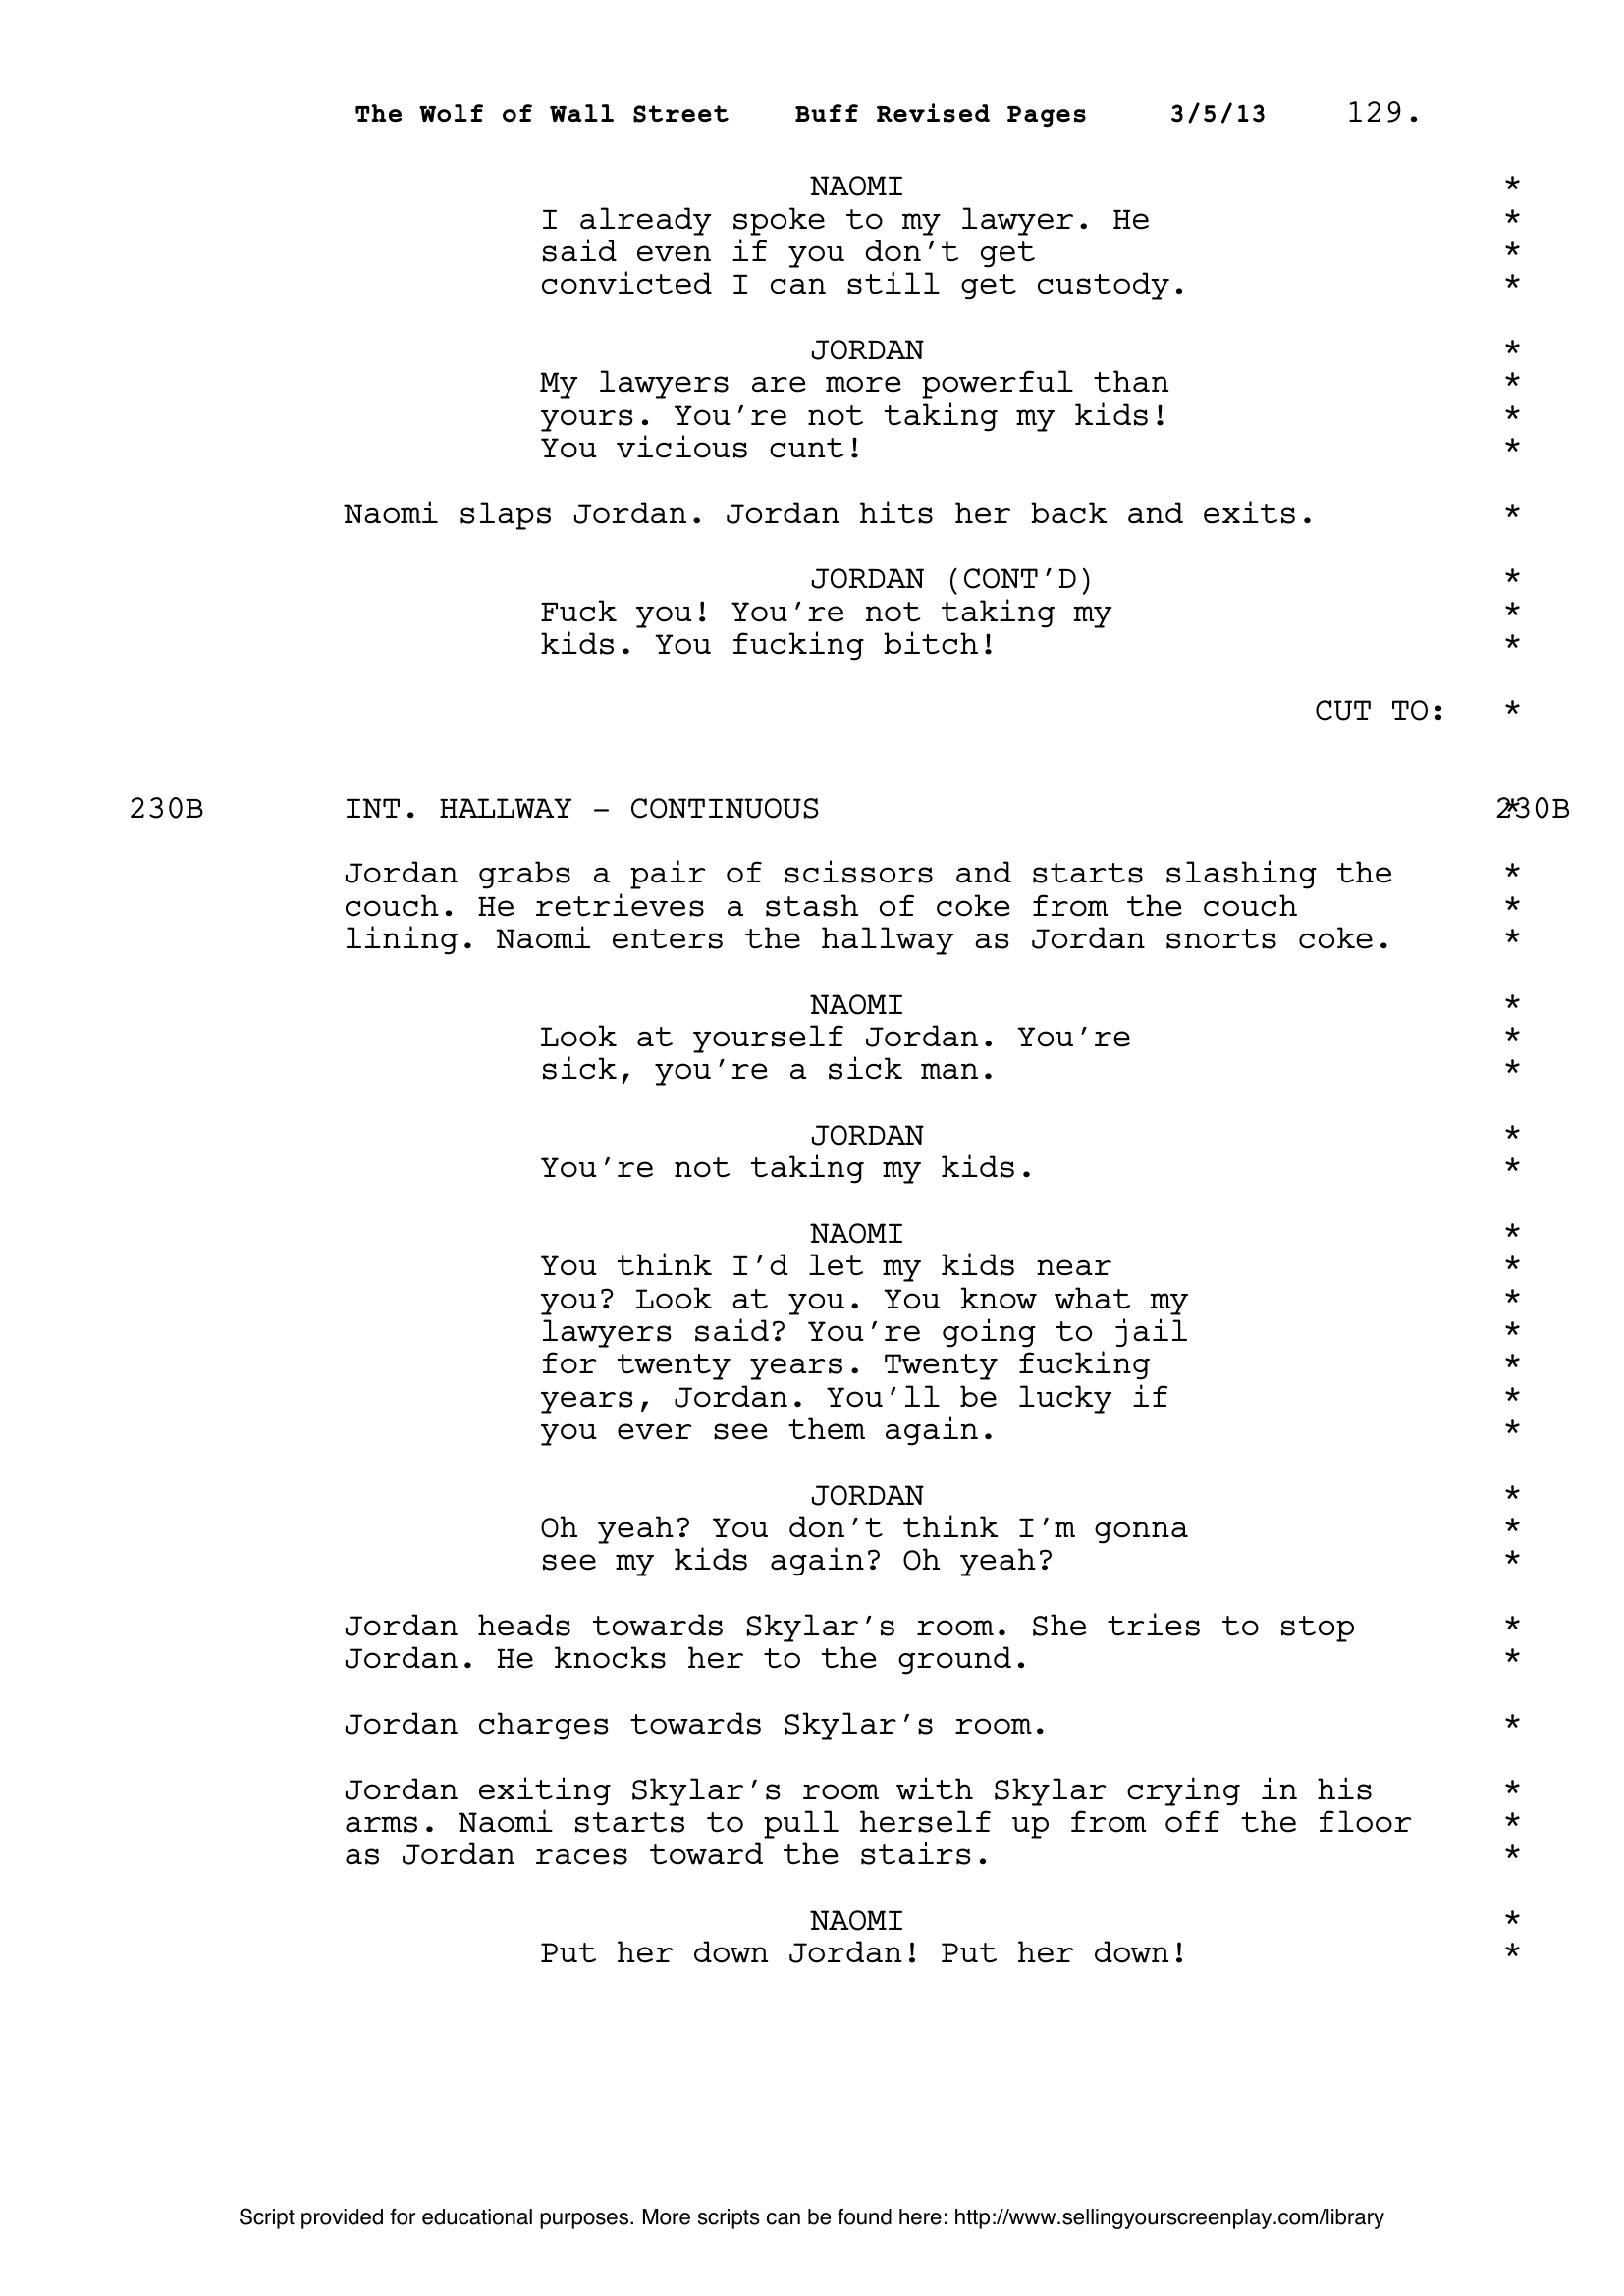 The Wolf of Wall Street Buff Revised Pages 3/5/13 129.
NAOMI *
I already spoke to my lawyer. He *
said even if you don't get *
convicted I can still get custody. *
JORDAN *
My lawyers are more powerful than *
yours. You're not taking my kids! *
You vicious cunt! *
Naomi slaps Jordan. Jordan hits her back and exits. *
JORDAN (CONT'D) *
Fuck you! You're not taking my *
kids. You fucking bitch! *
CUT TO: *
230B INT. HALLWAY - CONTINUOUS 230B *
Jordan grabs a pair of scissors and starts slashing the *
couch. He retrieves a stash of coke from the couch *
lining. Naomi enters the hallway as Jordan snorts coke. *
NAOMI *
Look at yourself Jordan. You're *
sick, you're a sick man. *
JORDAN *
You're not taking my kids. *
NAOMI *
You think I'd let my kids near *
you? Look at you. You know what my *
lawyers said? You're going to jail *
for twenty years. Twenty fucking *
years, Jordan. You'll be lucky if *
you ever see them again. *
JORDAN *
Oh yeah? You don't think I'm gonna *
see my kids again? Oh yeah? *
Jordan heads towards Skylar's room. She tries to stop *
Jordan. He knocks her to the ground. *
Jordan charges towards Skylar's room. *
Jordan exiting Skylar's room with Skylar crying in his *
arms. Naomi starts to pull herself up from off the floor *
as Jordan races toward the stairs. *
NAOMI *
Put her down Jordan! Put her down! *
Script provided for educational purposes. More scripts can be found here: http://www.sellingyourscreenplay.com/library